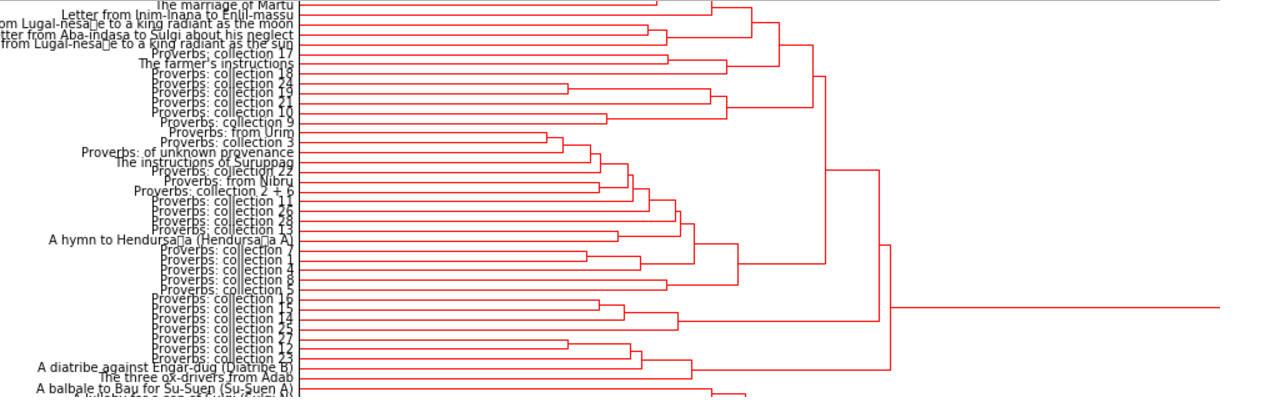 The marriage of Martu
Letter from Inim-Inana to Enlil-massu
om Lugal-nesa▯e to a king radiant as the moon
tter from Aba-indasa to Sulgi about his neglect
from Lugal-nesa▯e to a king radiant as the sun
Proverbs: collection 17
The farmer's instructions
Proverbs: collection 18
Proverbs: collection 24
Proverbs: collection 19
Proverbs: collection 21
Proverbs: collection 10
Proverbs: collection 9
Proverbs: from Urim
Proverbs: collection 3
Proverbs: of unknown provenance
The instructions of Suruppag
Proverbs: collection 22
Proverbs: from Nibru
Proverbs: collection 2 + 6
Proverbs: collection 11
Proverbs: collection 26
Proverbs: collection 28
Proverbs: collection 13
A hymn to Hendursa▯a (Hendursa▯a A)
Proverbs: collection 7
Proverbs: collection 1
Proverbs: collection 4
Proverbs: collection 8
Proverbs: collection 5
Proverbs: collection 16
Proverbs: collection 15
Proverbs: collection 14
Proverbs: collection 25
Proverbs: collection 27
Proverbs: collection 12
Proverbs: collection 23
A diatribe against Engar-dug (Diatribe B)
The three ox-drivers from Adab
A balbale to Bau for Su-Suen (Su-Suen A)
A lullaby for a son of Sulgi (Sulgi N)